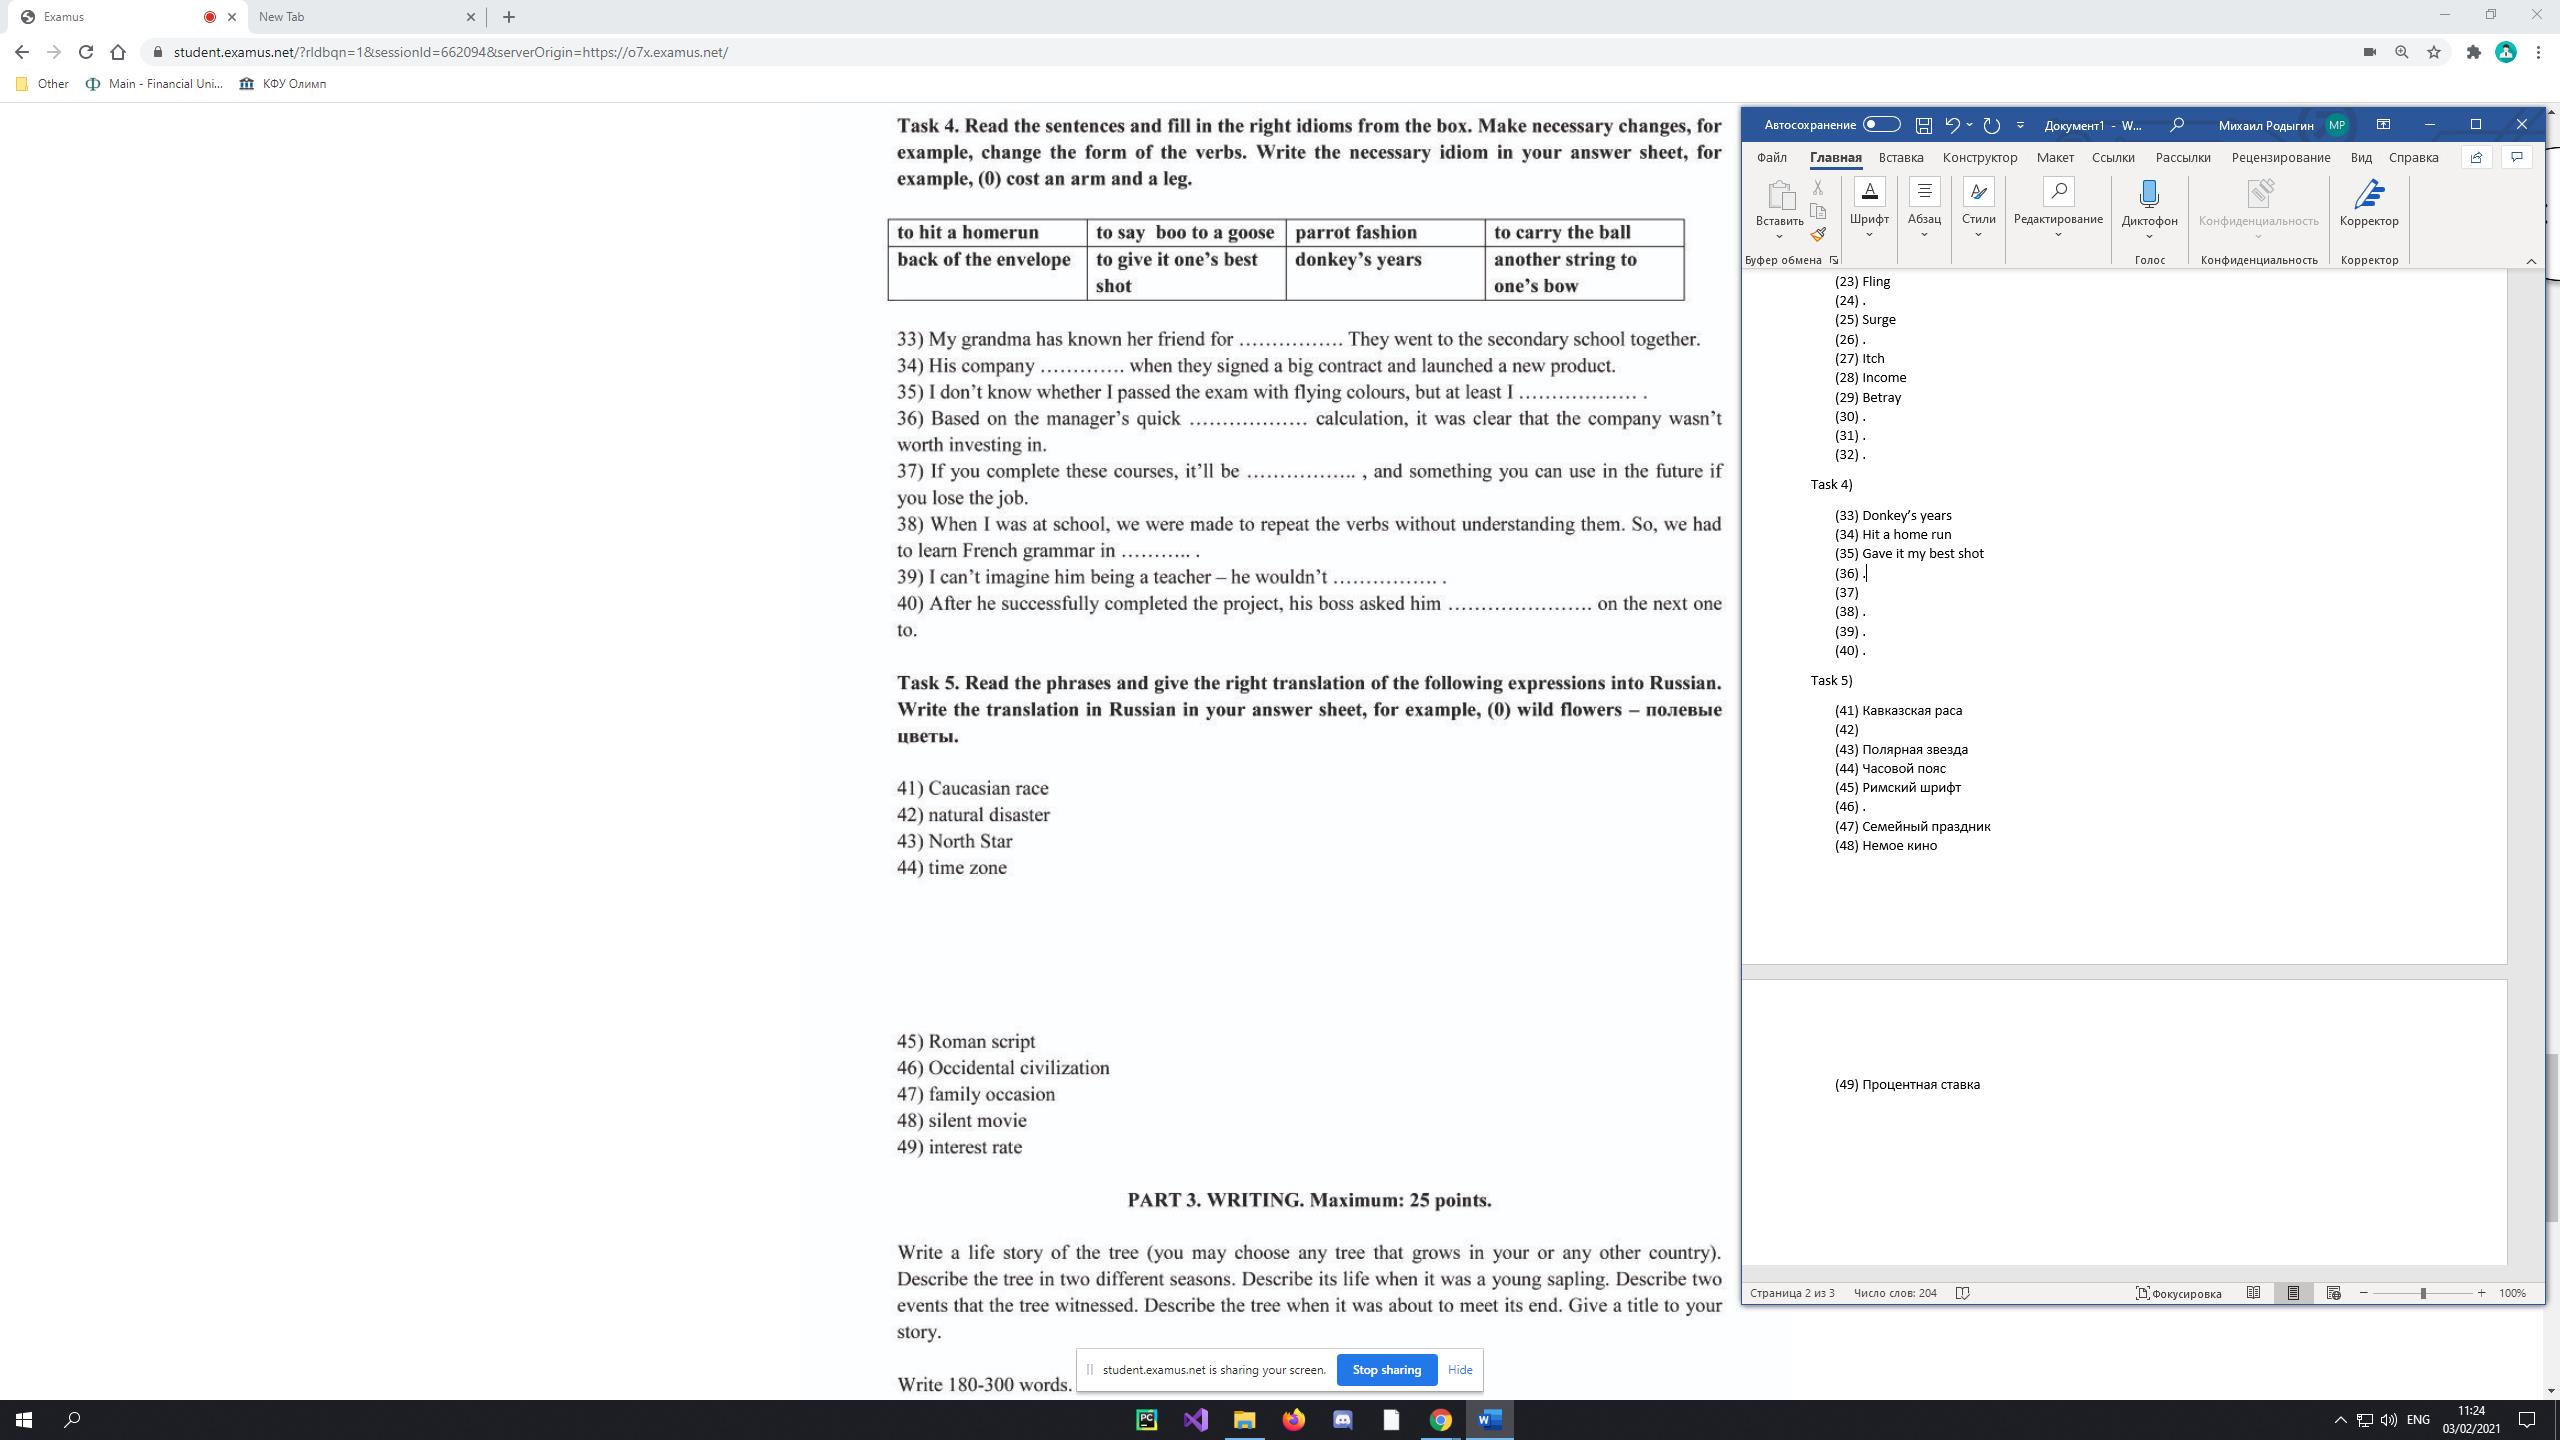 Examus
New Tab
student.examus.net/?rldbqn=1&sessionId=662094&serverOrigin=https://o7x.examus.net/
Other
Main - Financial Uni...
КФУ Олимп
Task 4. Read the sentences and fill in the right idioms from the box. Make necessary changes, for
example, change the form of the verbs. Write the necessary idiom in your answer sheet, for
example, (0) cost an arm and a leg.
to hit a homerun
to say boo to a goose
parrot fashion
to carry the ball
back of the envelope
to give it one's best
shot
donkey's years
another string to
one's bow
33) My grandma has known her friend for ……………. They went to the secondary school together.
34) His company …………. when they signed a big contract and launched a new product.
35) I don't know whether I passed the exam with flying colours, but at least I ……………… .
36) Based on the manager's quick ……………… calculation, it was clear that the company wasn't
worth investing in.
37) If you complete these courses, it'll be …………….. , and something you can use in the future if
you lose the job.
38) When I was at school, we were made to repeat the verbs without understanding them. So, we had
to learn French grammar in ……….. .
39) I can't imagine him being a teacher – he wouldn't ……………. .
40) After he successfully completed the project, his boss asked him …………………. on the next one
to.
Task 5. Read the phrases and give the right translation of the following expressions into Russian.
Write the translation in Russian in your answer sheet, for example, (0) wild flowers – полевые
цветы.
41) Caucasian race
42) natural disaster
43) North Star
44) time zone
45) Roman script
46) Occidental civilization
47) family occasion
48) silent movie
49) interest rate
PART 3. WRITING. Maximum: 25 points.
Write a life story of the tree (you may choose any tree that grows in your or any other country).
Describe the tree in two different seasons. Describe its life when it was a young sapling. Describe two
events that the tree witnessed. Describe the tree when it was about to meet its end. Give a title to your
story.
Write 180-300 words.
student.examus.net is sharing your screen.
Stop sharing
Hide
Автосохранение
Документ1 - W...
Михаил Родыгин
МР
Файл
Главная
Вставка
Конструктор
Макет
Ссылки
Рассылки
Рецензирование
Вид
Справка
Вставить
Шрифт
Абзац
Стили
Редактирование
Диктофон
Конфиденциальность
Корректор
Буфер обмена
Голос
Конфиденциальность
Корректор
(23) Fling
(24) .
(25) Surge
(26) .
(27) Itch
(28) Income
(29) Betray
(30) .
(31) .
(32) .
Task 4)
(33) Donkey's years
(34) Hit a home run
(35) Gave it my best shot
(36) .
(37)
(38) .
(39) .
(40) .
Task 5)
(41) Кавказская раса
(42)
(43) Полярная звезда
(44) Часовой пояс
(45) Римский шрифт
(46) .
(47) Семейный праздник
(48) Немое кино
(49) Процентная ставка
Страница 2 из 3
Число слов: 204
Фокусировка
100%
PC
ENG
11:24
03/02/2021